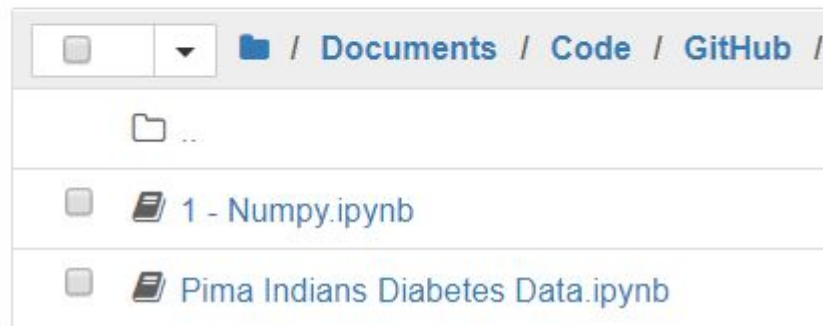 / Documents / Code / GitHub /
..
1 - Numpy.ipynb
Pima Indians Diabetes Data.ipynb